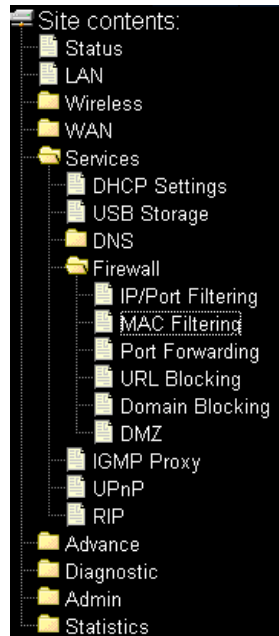 Site contents:
Status
LAN
Wireless
WAN
Services
DHCP Settings
USB Storage
DNS
Firewall
IP/Port Filtering
MAC Filtering
Port Forwarding
URL Blocking
Domain Blocking
DMZ
IGMP Proxy
UPnP
RIP
Advance
Diagnostic
Admin
Statistics